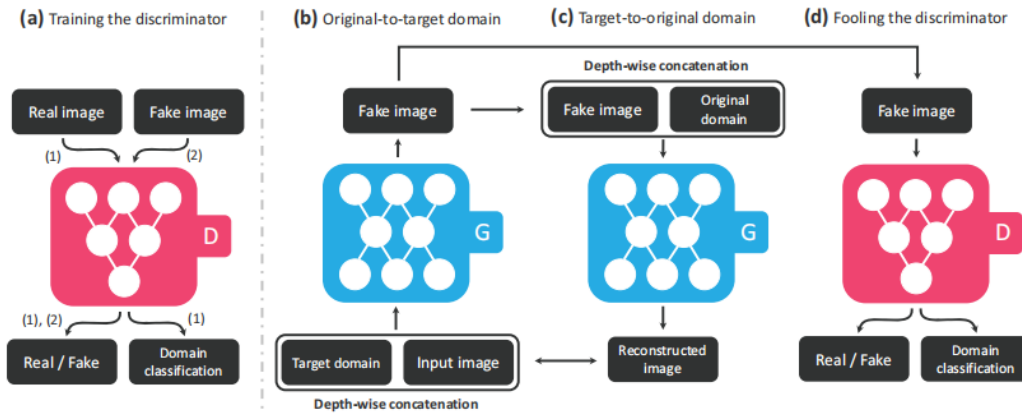 (a) Training the discriminator
(b) Original-to-target domain
(c) Target-to-original domain
(d) Fooling the discriminator
Depth-wise concatenation
Real image
Fake image
Fake image
Fake image
Original
domain
Fake image
(1)
(2)
D
G
G
D
(1), (2)
(1)
Real / Fake
Domain
classification
Target domain
Input image
Reconstructed
image
Real / Fake
Domain
classification
Depth-wise concatenation